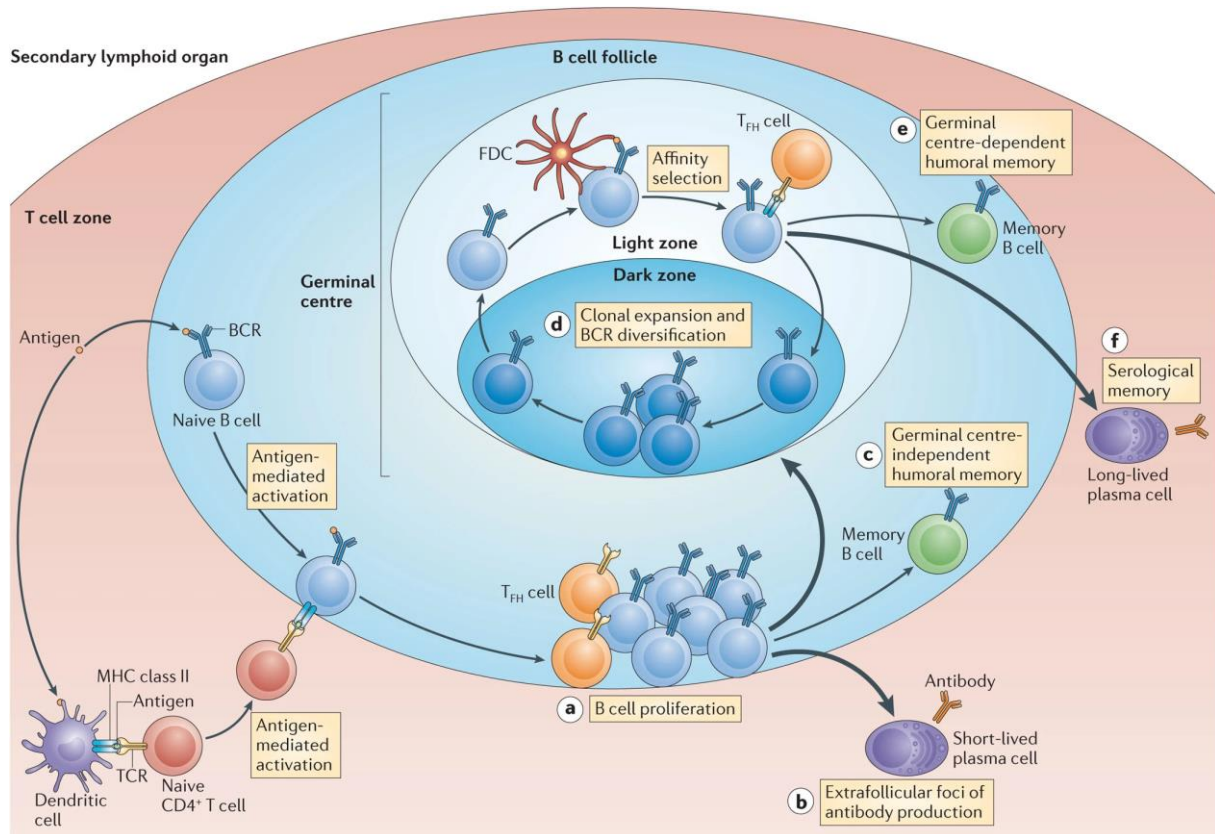 Secondary lymphoid organ
B cell follicle
T cell zone
Germinal
centre
FDC
Affinity
selection
T_FH cell
Light zone
Dark zone
d
Clonal expansion and
BCR diversification
e
Germinal
centre-dependent
humoral memory
Memory
B cell
f
Serological
memory
Long-lived
plasma cell
Antigen
BCR
Naive B cell
Antigen-
mediated
activation
c
Germinal centre-
independent
humoral memory
Memory
B cell
T_FH cell
a
B cell proliferation
MHC class II
Antigen
TCR
Dendritic
cell
Naive
CD4⁺ T cell
Antigen-
mediated
activation
Antibody
Short-lived
plasma cell
b
Extrafollicular foci of
antibody production